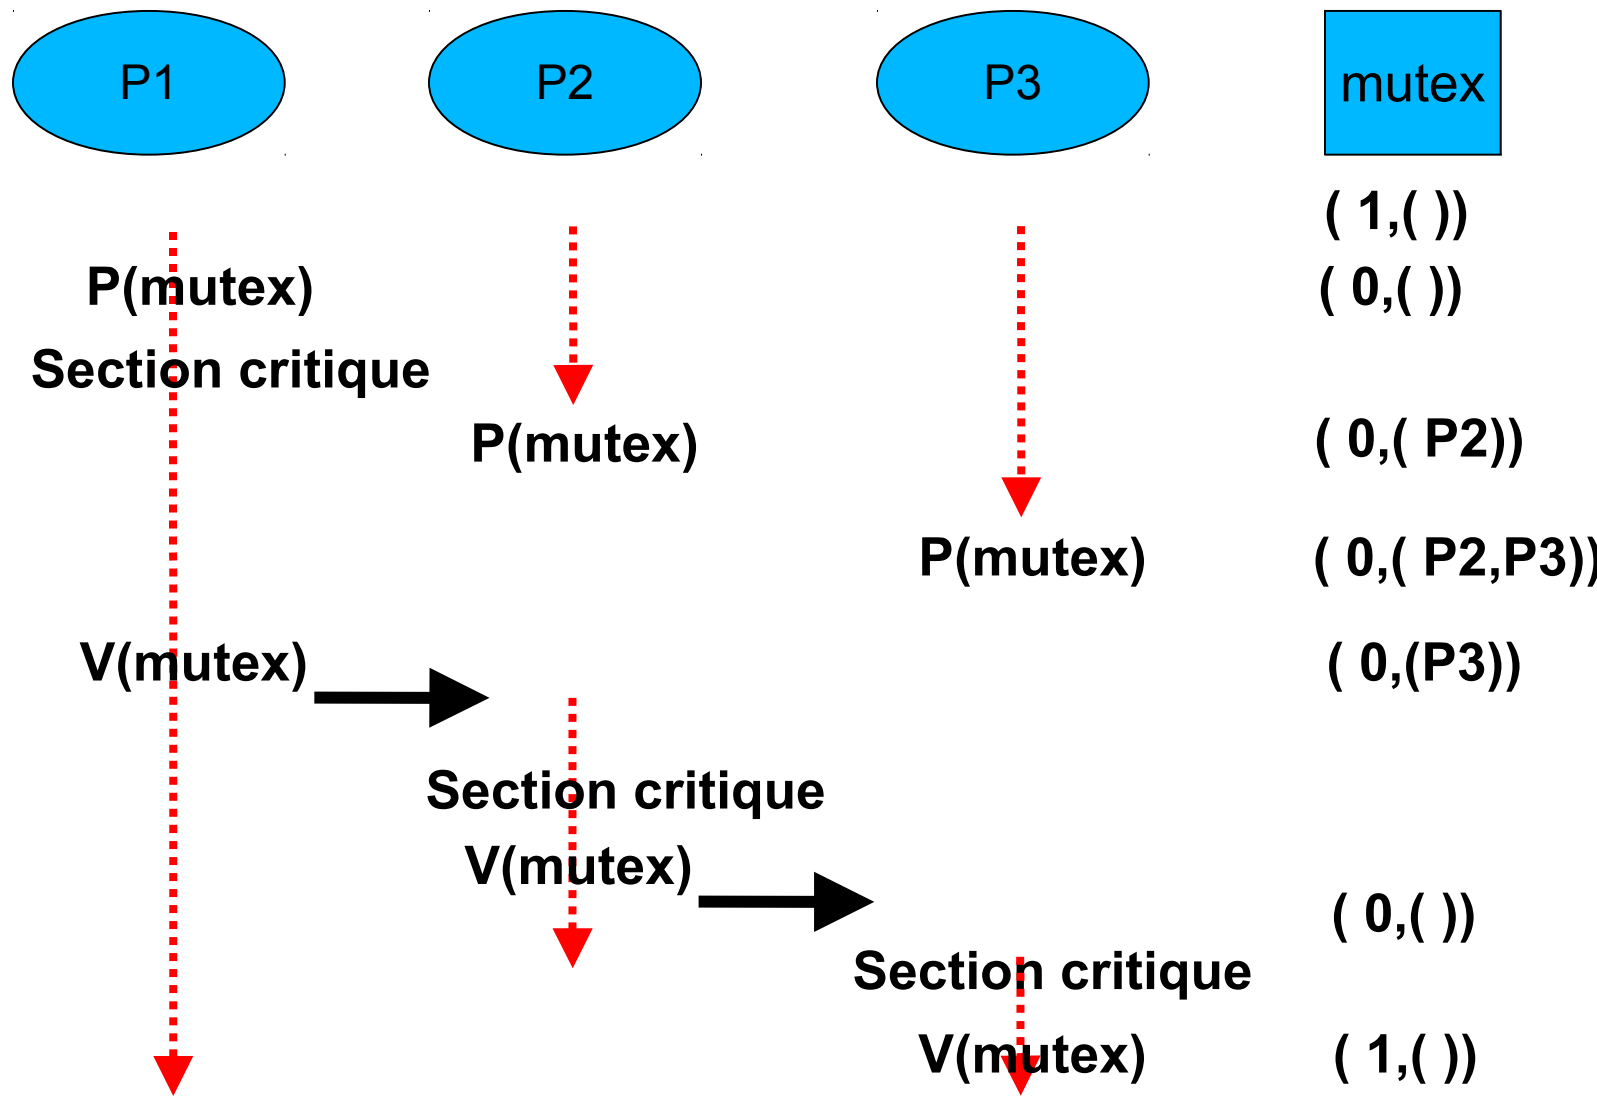 P1 P2 P3 mutex
( 1,( ))
P(mutex) ( 0,( ))
Section critique
P(mutex) ( 0,( P2))
P(mutex) ( 0,( P2,P3))
V(mutex) ( 0,(P3))
Section critique
V(mutex)
( 0,( ))
Section critique
V(mutex) ( 1,( ))